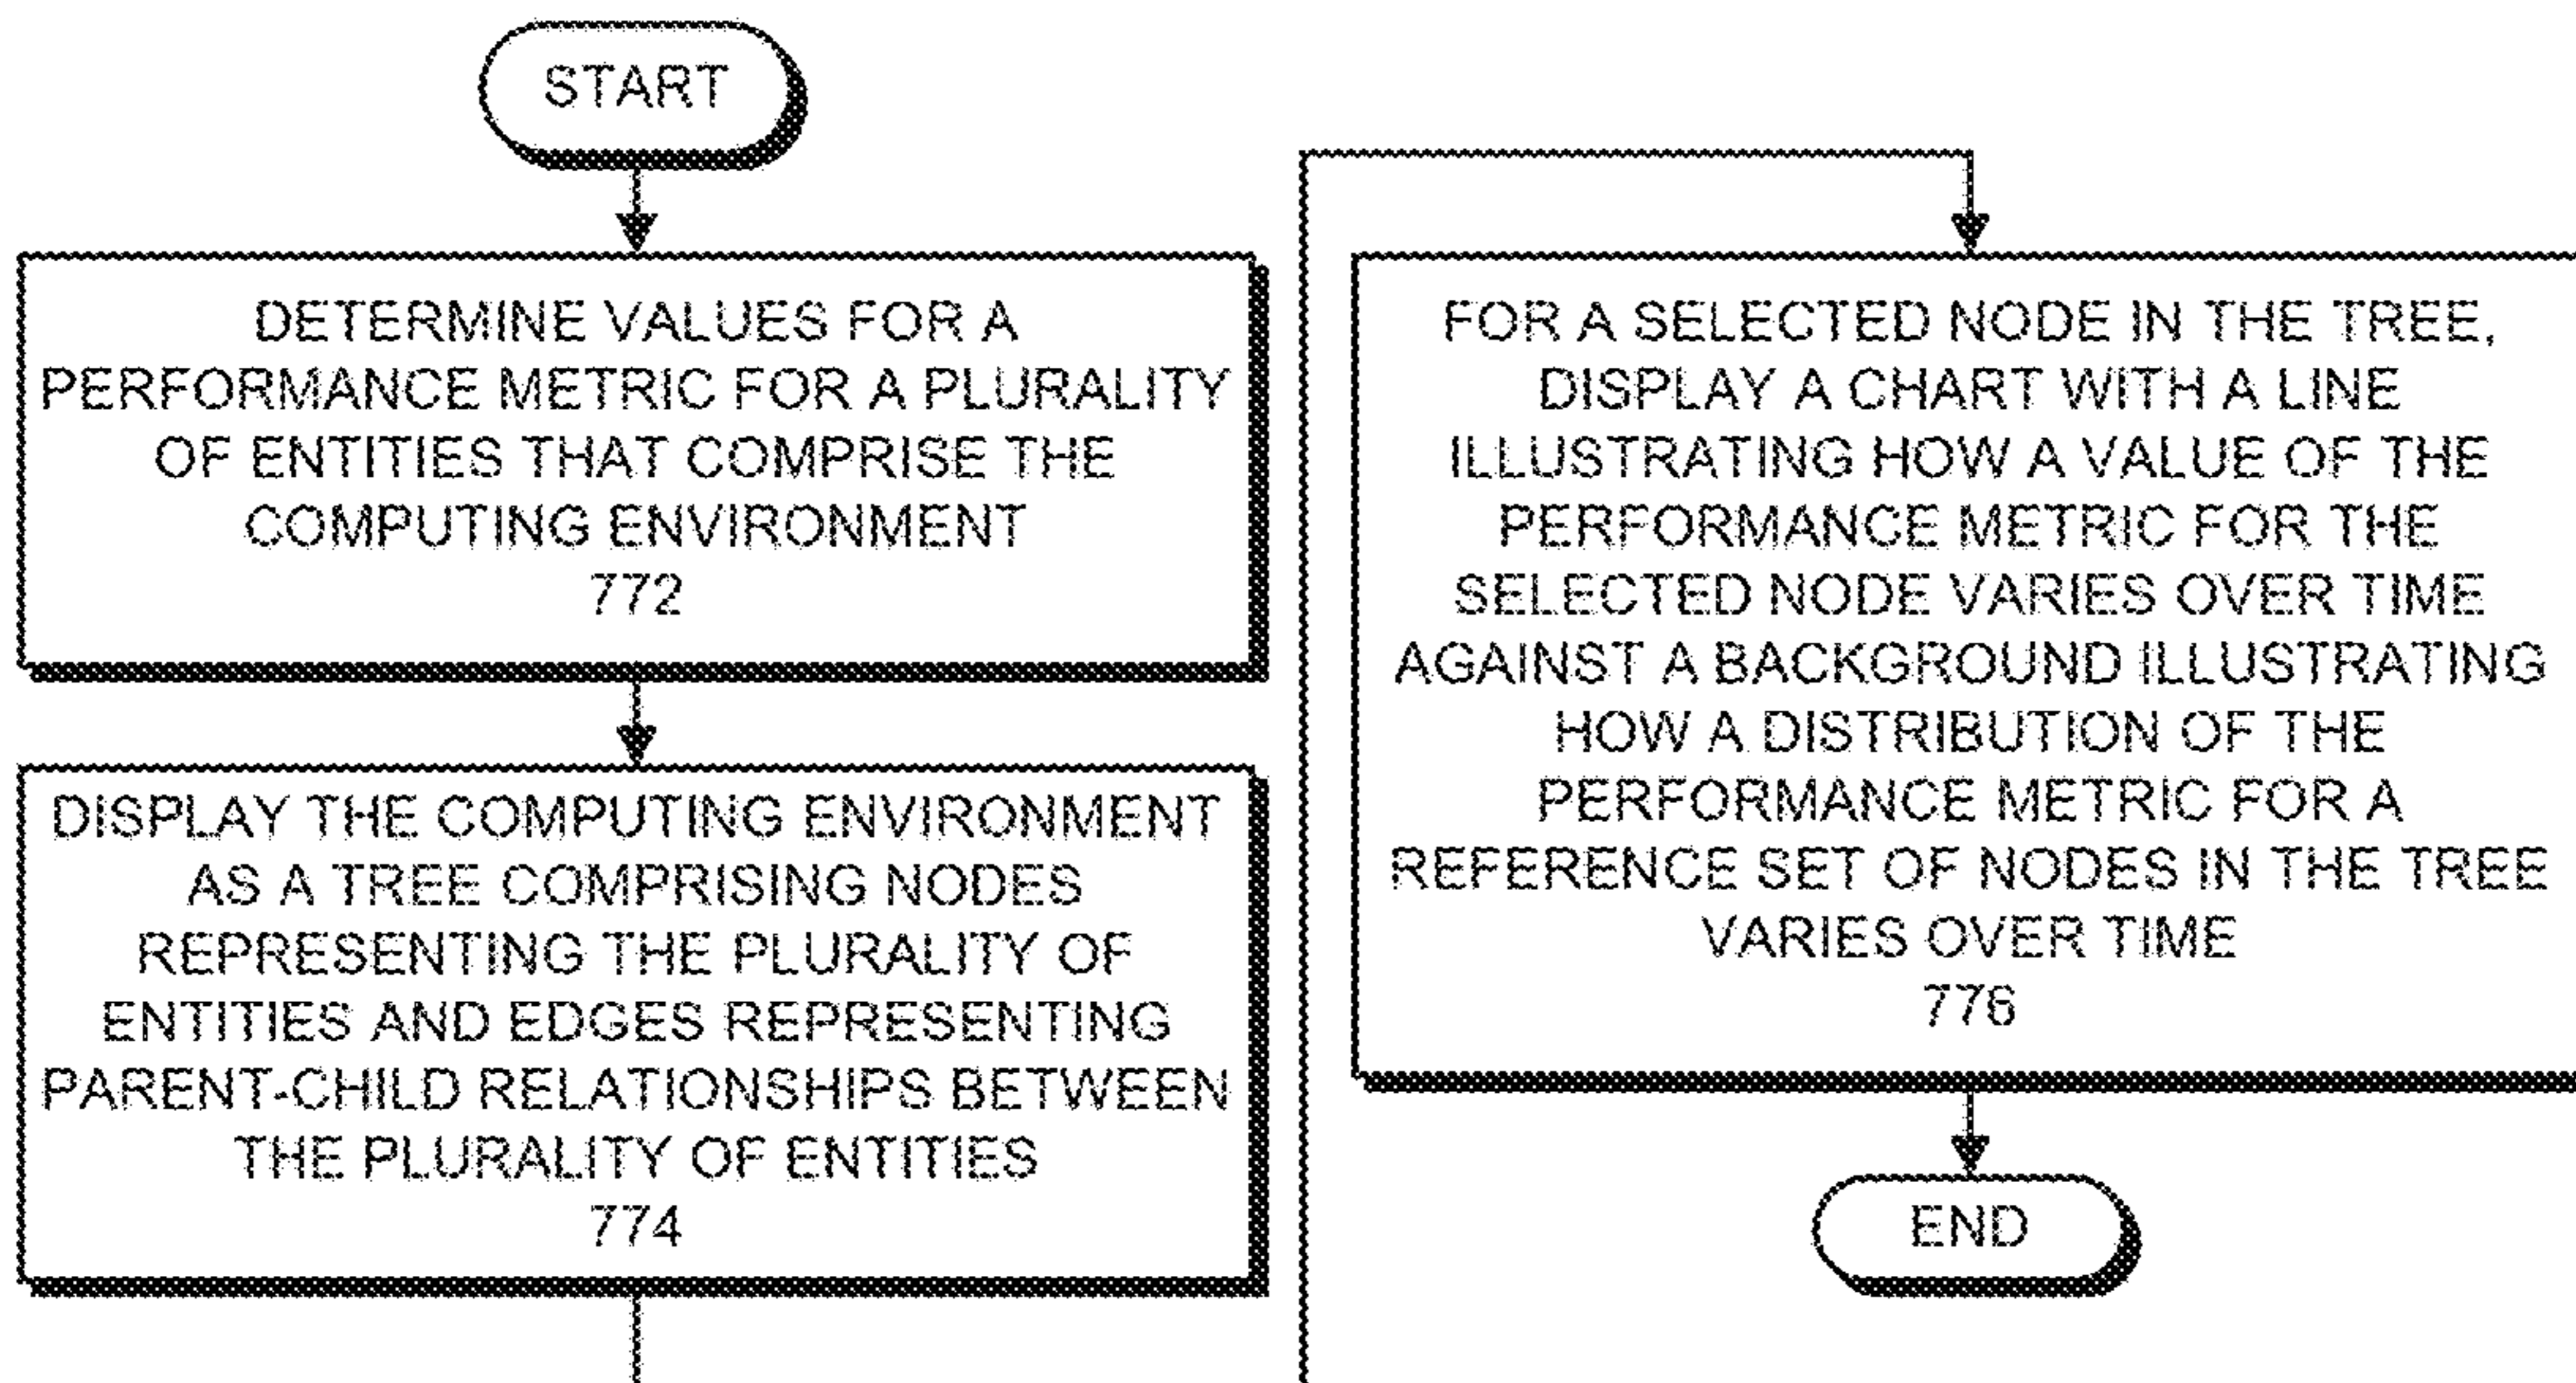 START
DETERMINE VALUES FOR A
PERFORMANCE METRIC FOR A PLURALITY
OF ENTITIES THAT COMPRISE THE
COMPUTING ENVIRONMENT
772
DISPLAY THE COMPUTING ENVIRONMENT
AS A TREE COMPRISING NODES
REPRESENTING THE PLURALITY OF
ENTITIES AND EDGES REPRESENTING
PARENT-CHILD RELATIONSHIPS BETWEEN
THE PLURALITY OF ENTITIES
774
FOR A SELECTED NODE IN THE TREE,
DISPLAY A CHART WITH A LINE
ILLUSTRATING HOW A VALUE OF THE
PERFORMANCE METRIC FOR THE
SELECTED NODE VARIES OVER TIME
AGAINST A BACKGROUND ILLUSTRATING
HOW A DISTRIBUTION OF THE
PERFORMANCE METRIC FOR A
REFERENCE SET OF NODES IN THE TREE
VARIES OVER TIME
776
END